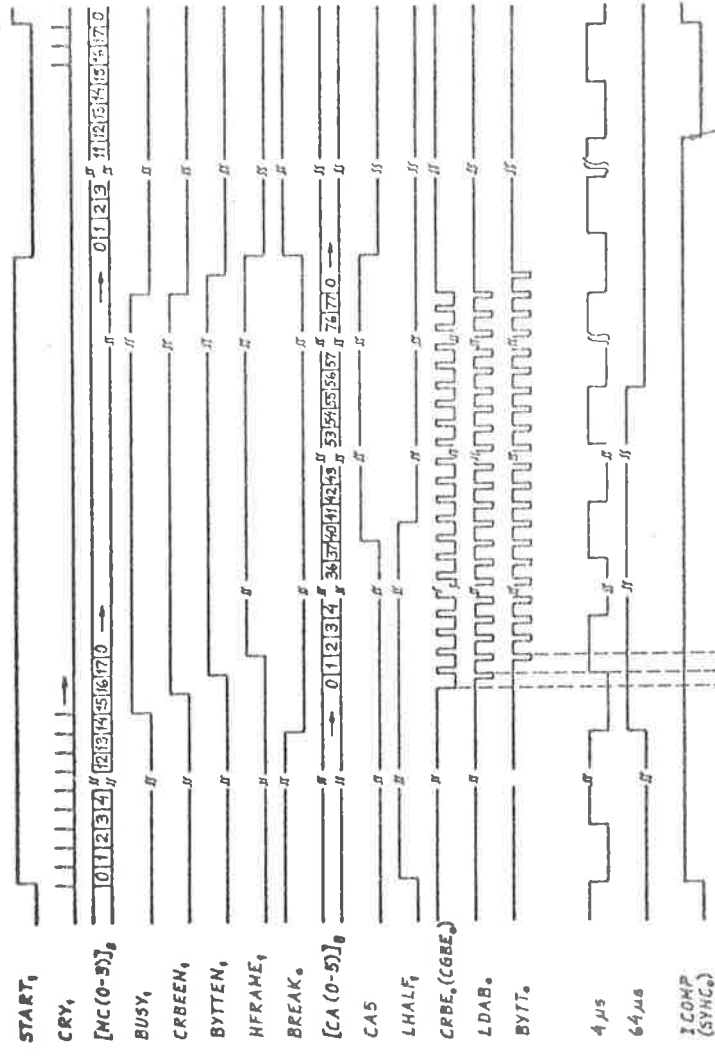 START₁
CRY₁
[MC(0-3)]₈ 0 1 2 3 4 12 13 14 15 16 17 0 0 1 2 3 11 12 13 14 15 16 17 0
BUSY₁
CRBEEN₁
BYTTEN₁
HFRAME₁
BREAK₀
[CA(0-5)]₈ 0 1 2 3 4 36 37 40 41 42 43 53 54 55 56 57 76 77 0
CA5
LHALF₁
CRBE₀(CGBE₀)
LDAB₀
BYTT₀
4 µs
64 µs
ICOMP
(SYNC₀)